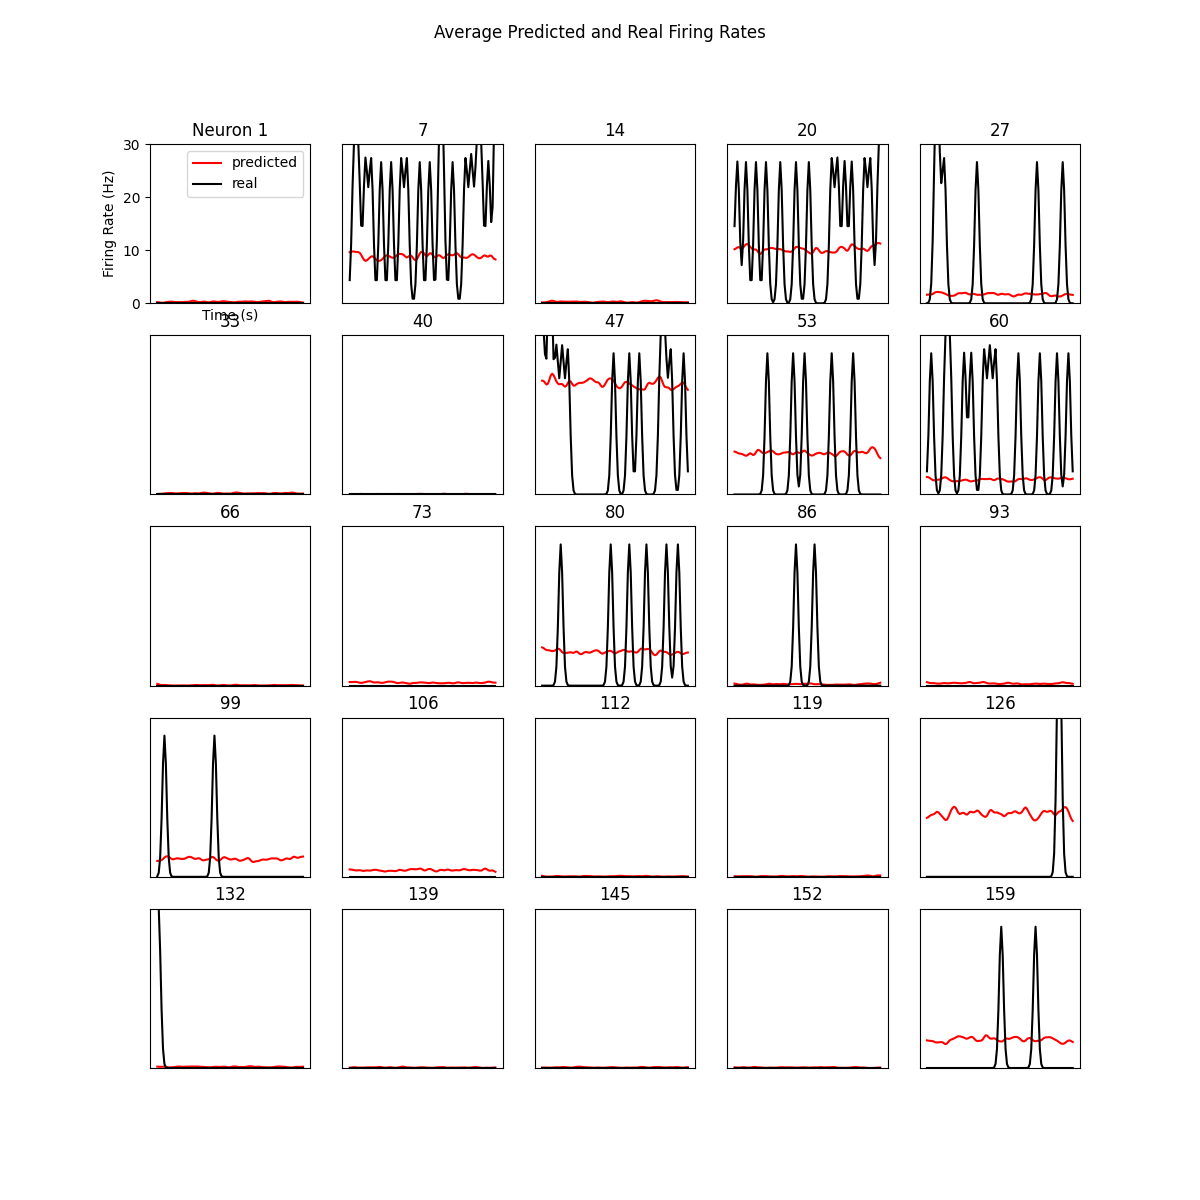 Average Predicted and Real Firing Rates
Neuron 1 7 14 20 27
30
20
10
0
Firing Rate (Hz)
predicted
real
Time (s)
33 40 47 53 60
66 73 80 86 93
99 106 112 119 126
132 139 145 152 159